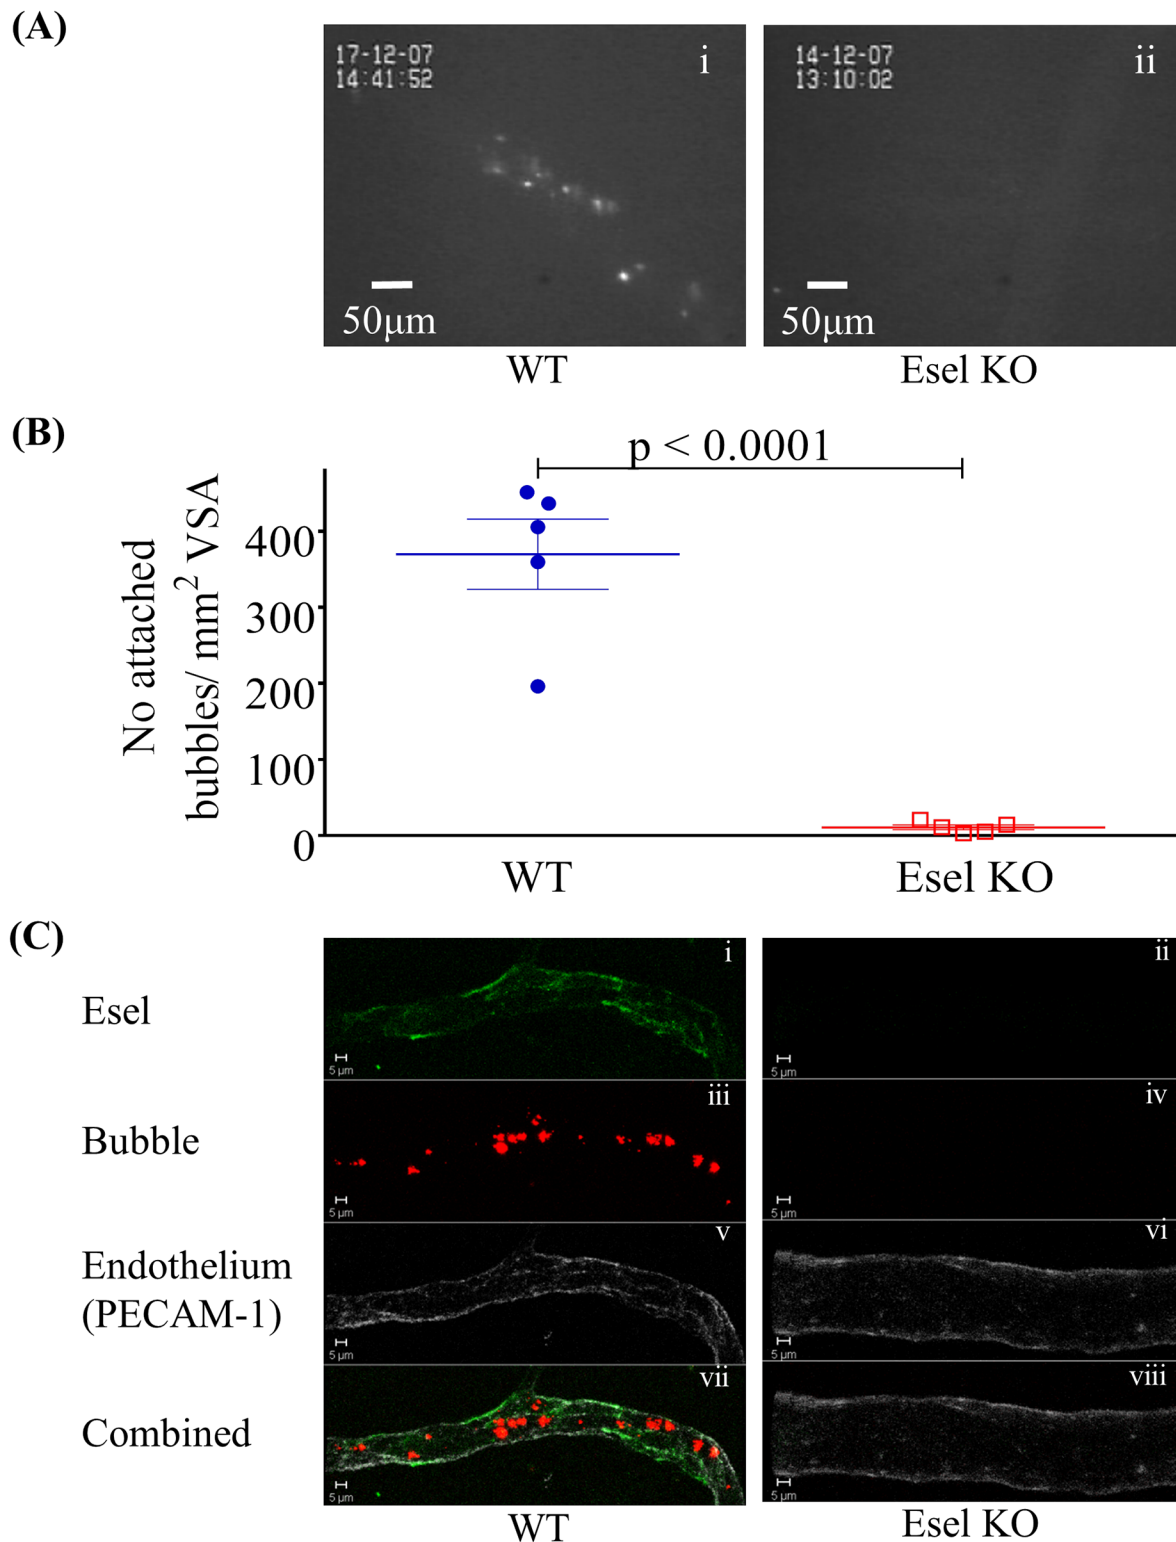 (A)
17-12-07
14:41:52
i
50μm
WT
14-12-07
13:10:02
ii
50μm
Esel KO
(B)
p < 0.0001
No attached
bubbles/ mm² VSA
400
300
200
100
0
WT
Esel KO
(C)
Esel
i
5 μm
ii
5 μm
Bubble
iii
5 μm
iv
5 μm
Endothelium
(PECAM-1)
v
5 μm
vi
5 μm
Combined
vii
5 μm
viii
5 μm
WT
Esel KO